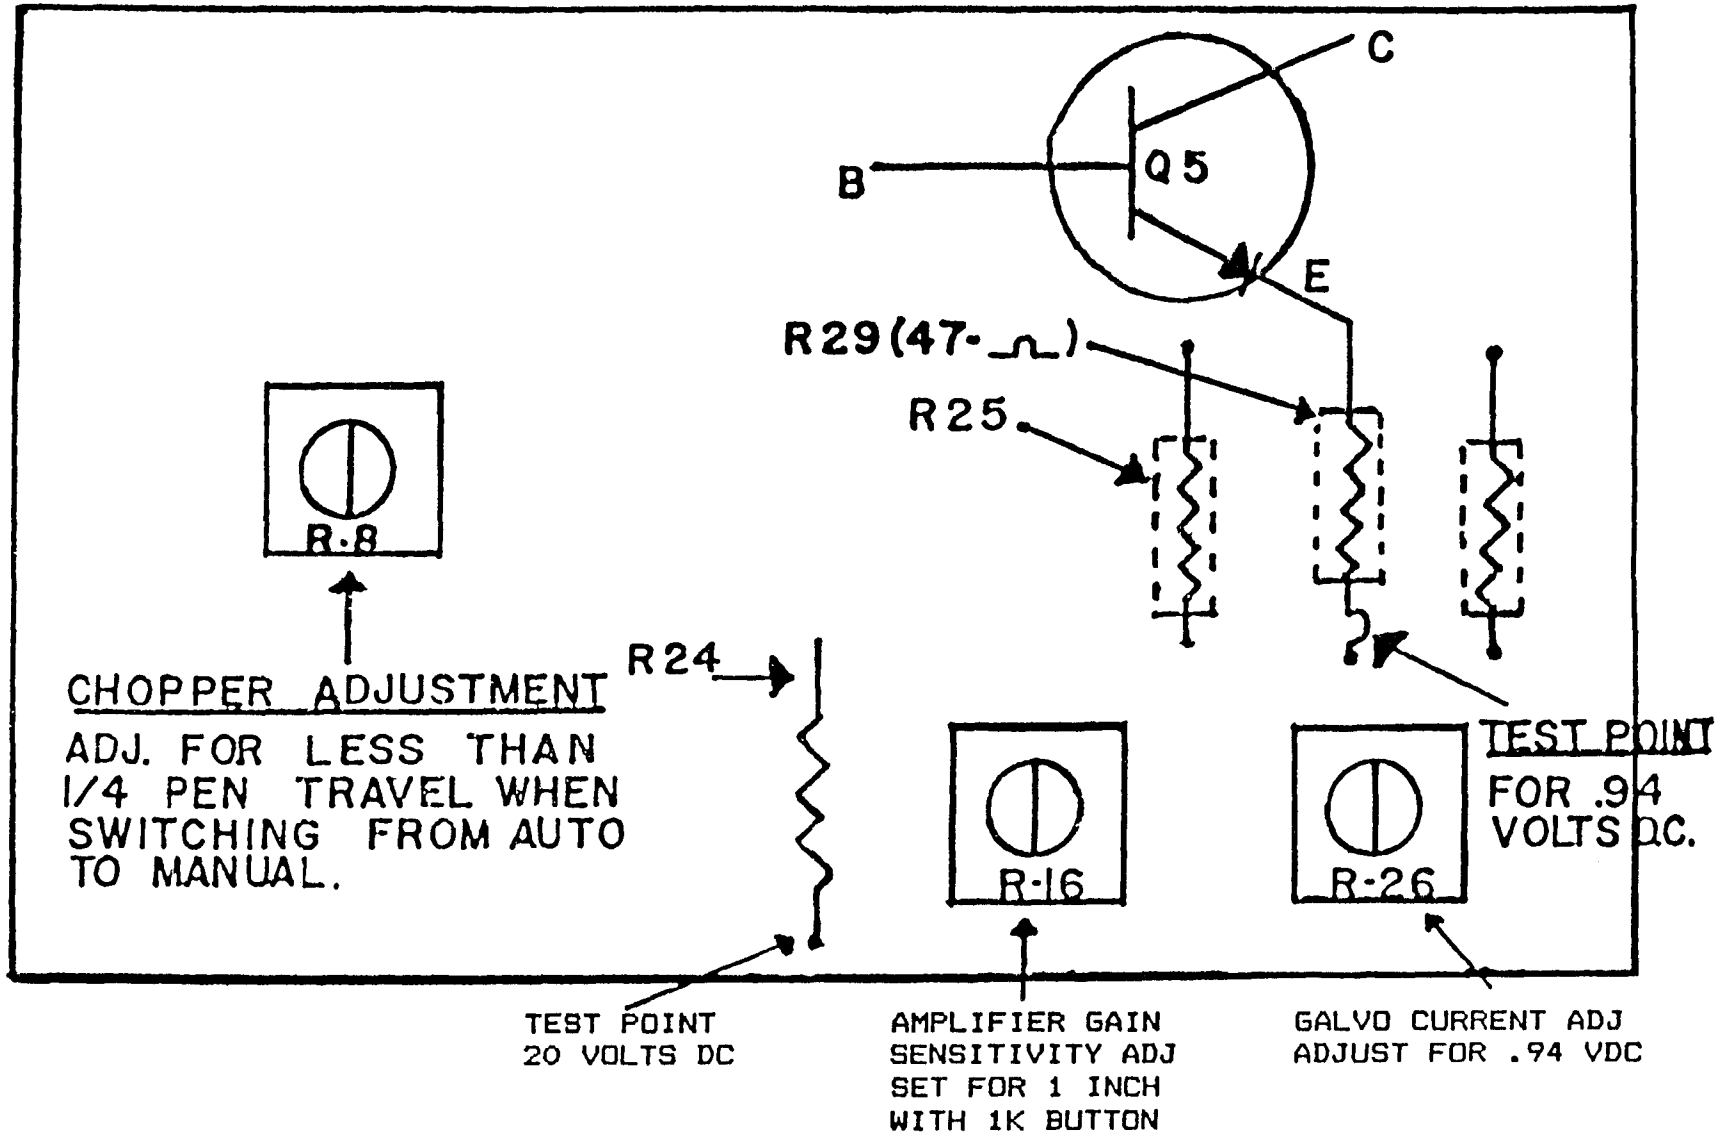 C
B
Q5
E
R29(47-Ω)
R25
R-8
R24
CHOPPER ADJUSTMENT
ADJ. FOR LESS THAN
1/4 PEN TRAVEL WHEN
SWITCHING FROM AUTO
TO MANUAL.
TEST POINT
FOR .94
VOLTS D.C.
R-16
R-26
TEST POINT
20 VOLTS DC
AMPLIFIER GAIN
SENSITIVITY ADJ
SET FOR 1 INCH
WITH 1K BUTTON
GALVO CURRENT ADJ
ADJUST FOR .94 VDC